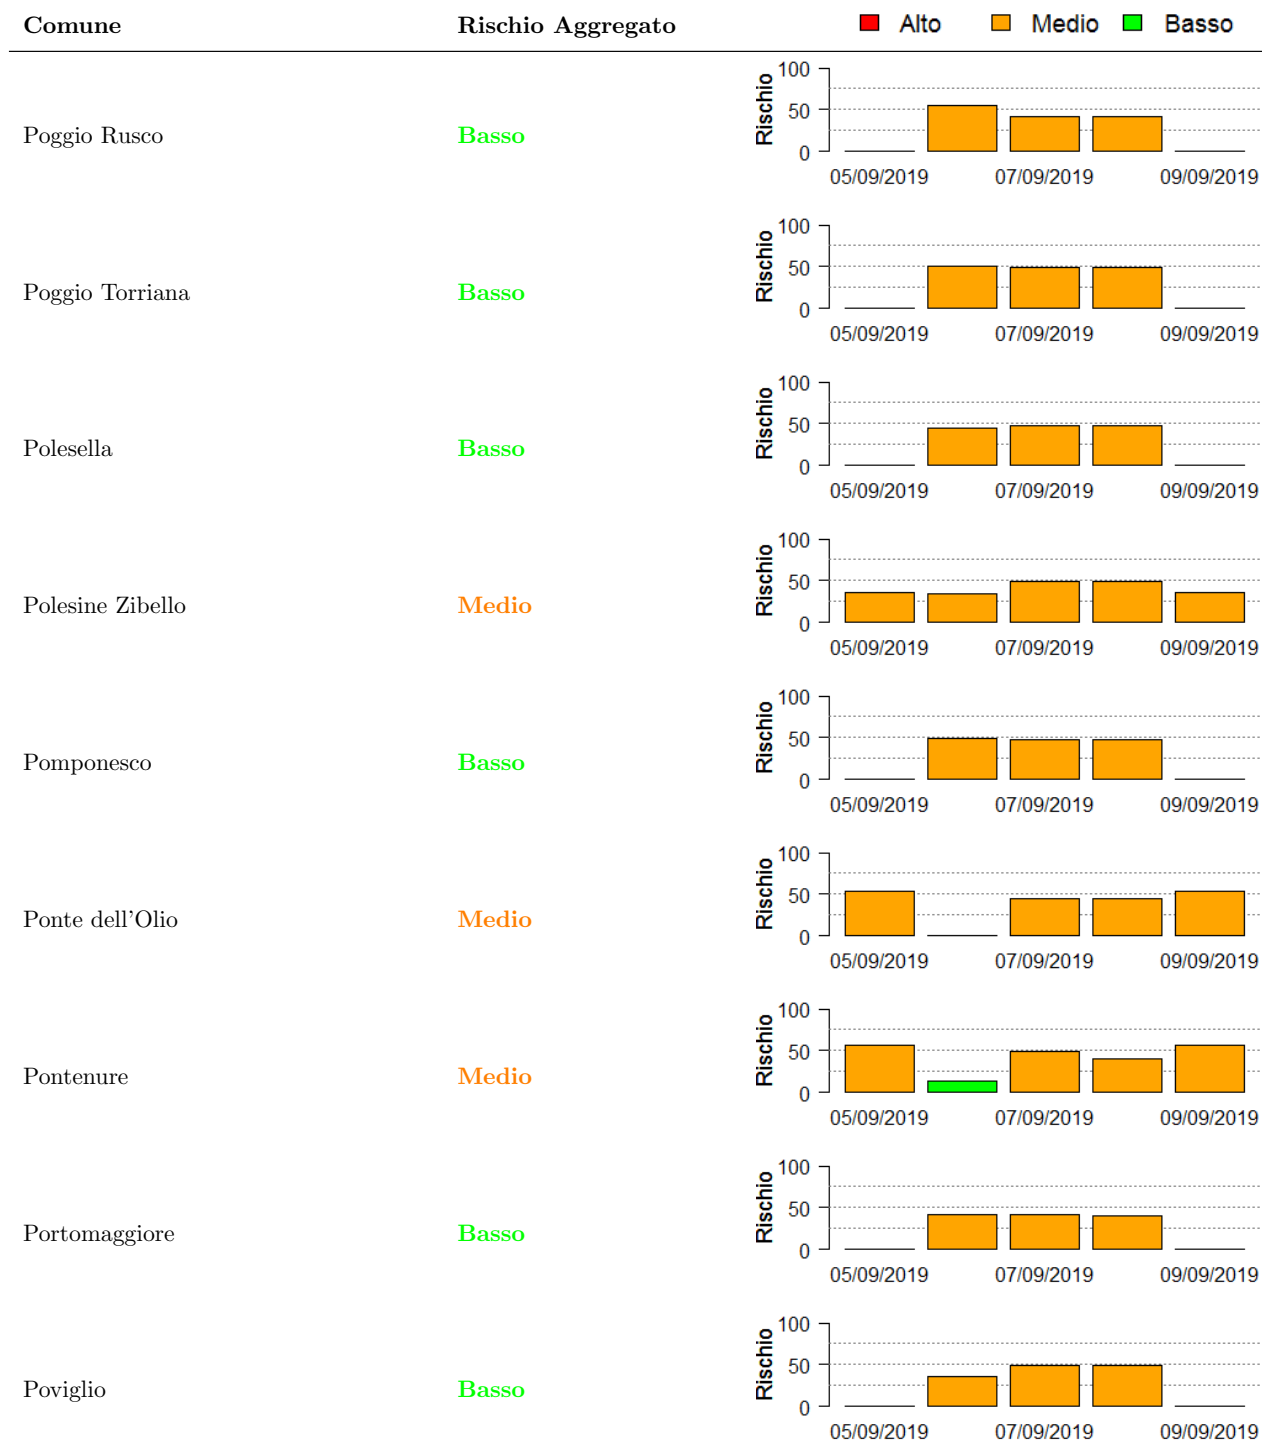 Comune Rischio Aggregato Alto Medio Basso
Poggio Rusco Basso
Rischio
100
50
0
05/09/2019 07/09/2019 09/09/2019
Poggio Torriana Basso
Rischio
100
50
0
05/09/2019 07/09/2019 09/09/2019
Polesella Basso
Rischio
100
50
0
05/09/2019 07/09/2019 09/09/2019
Polesine Zibello Medio
Rischio
100
50
0
05/09/2019 07/09/2019 09/09/2019
Pomponesco Basso
Rischio
100
50
0
05/09/2019 07/09/2019 09/09/2019
Ponte dell'Olio Medio
Rischio
100
50
0
05/09/2019 07/09/2019 09/09/2019
Pontenure Medio
Rischio
100
50
0
05/09/2019 07/09/2019 09/09/2019
Portomaggiore Basso
Rischio
100
50
0
05/09/2019 07/09/2019 09/09/2019
Poviglio Basso
Rischio
100
50
0
05/09/2019 07/09/2019 09/09/2019